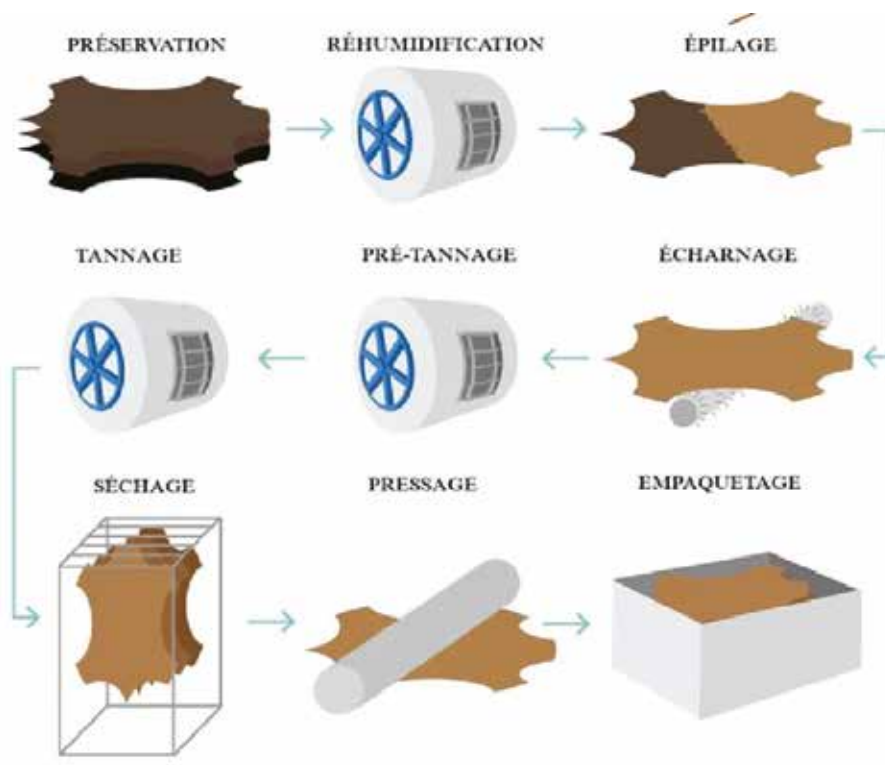 PRÉSERVATION
RÉHUMIDIFICATION
ÉPILAGE
TANNAGE
PRÉ-TANNAGE
ÉCHARNAGE
SÉCHAGE
PRESSAGE
EMPAQUETAGE